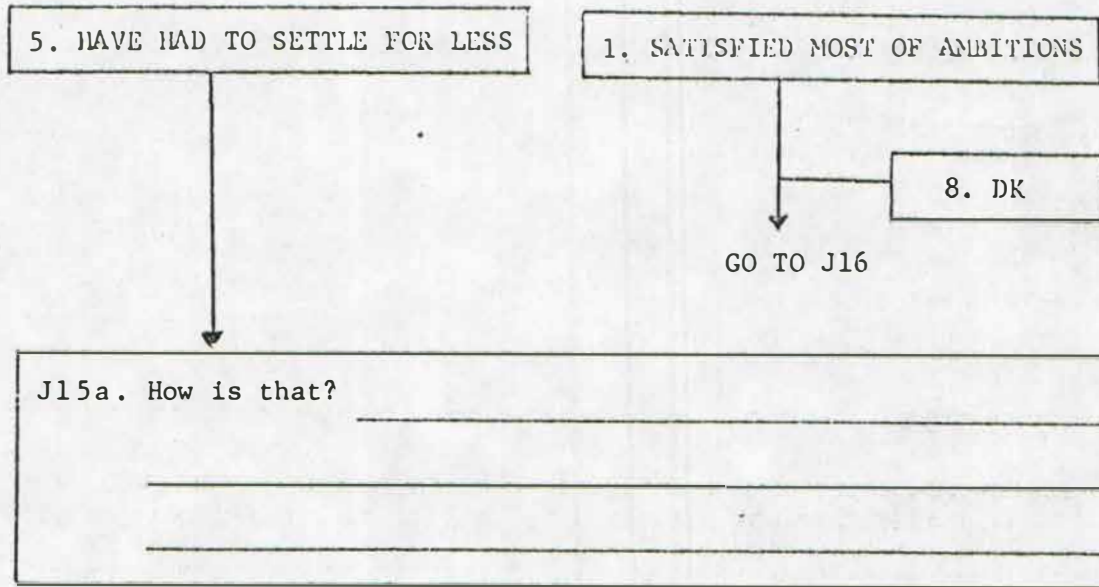 5. HAVE HAD TO SETTLE FOR LESS
1. SATISFIED MOST OF AMBITIONS
8. DK
GO TO J16
J15a. How is that?